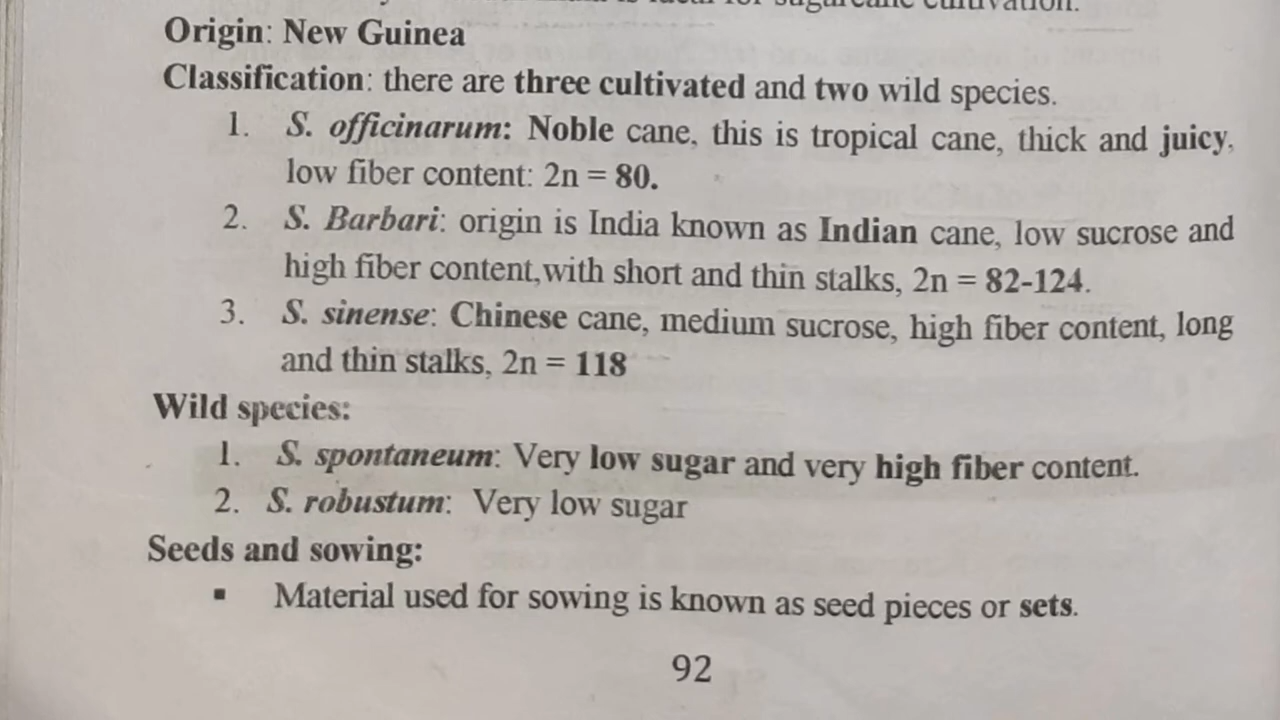 for sugarcane cultivation.
Origin: New Guinea
Classification: there are three cultivated and two wild species.
1. S. officinarum: Noble cane, this is tropical cane, thick and juicy,
low fiber content: 2n = 80.
2. S. Barbari: origin is India known as Indian cane, low sucrose and
high fiber content,with short and thin stalks, 2n = 82-124.
3. S. sinense: Chinese cane, medium sucrose, high fiber content, long
and thin stalks, 2n = 118
Wild species:
1. S. spontaneum: Very low sugar and very high fiber content.
2. S. robustum: Very low sugar
Seeds and sowing:
▪ Material used for sowing is known as seed pieces or sets.
92